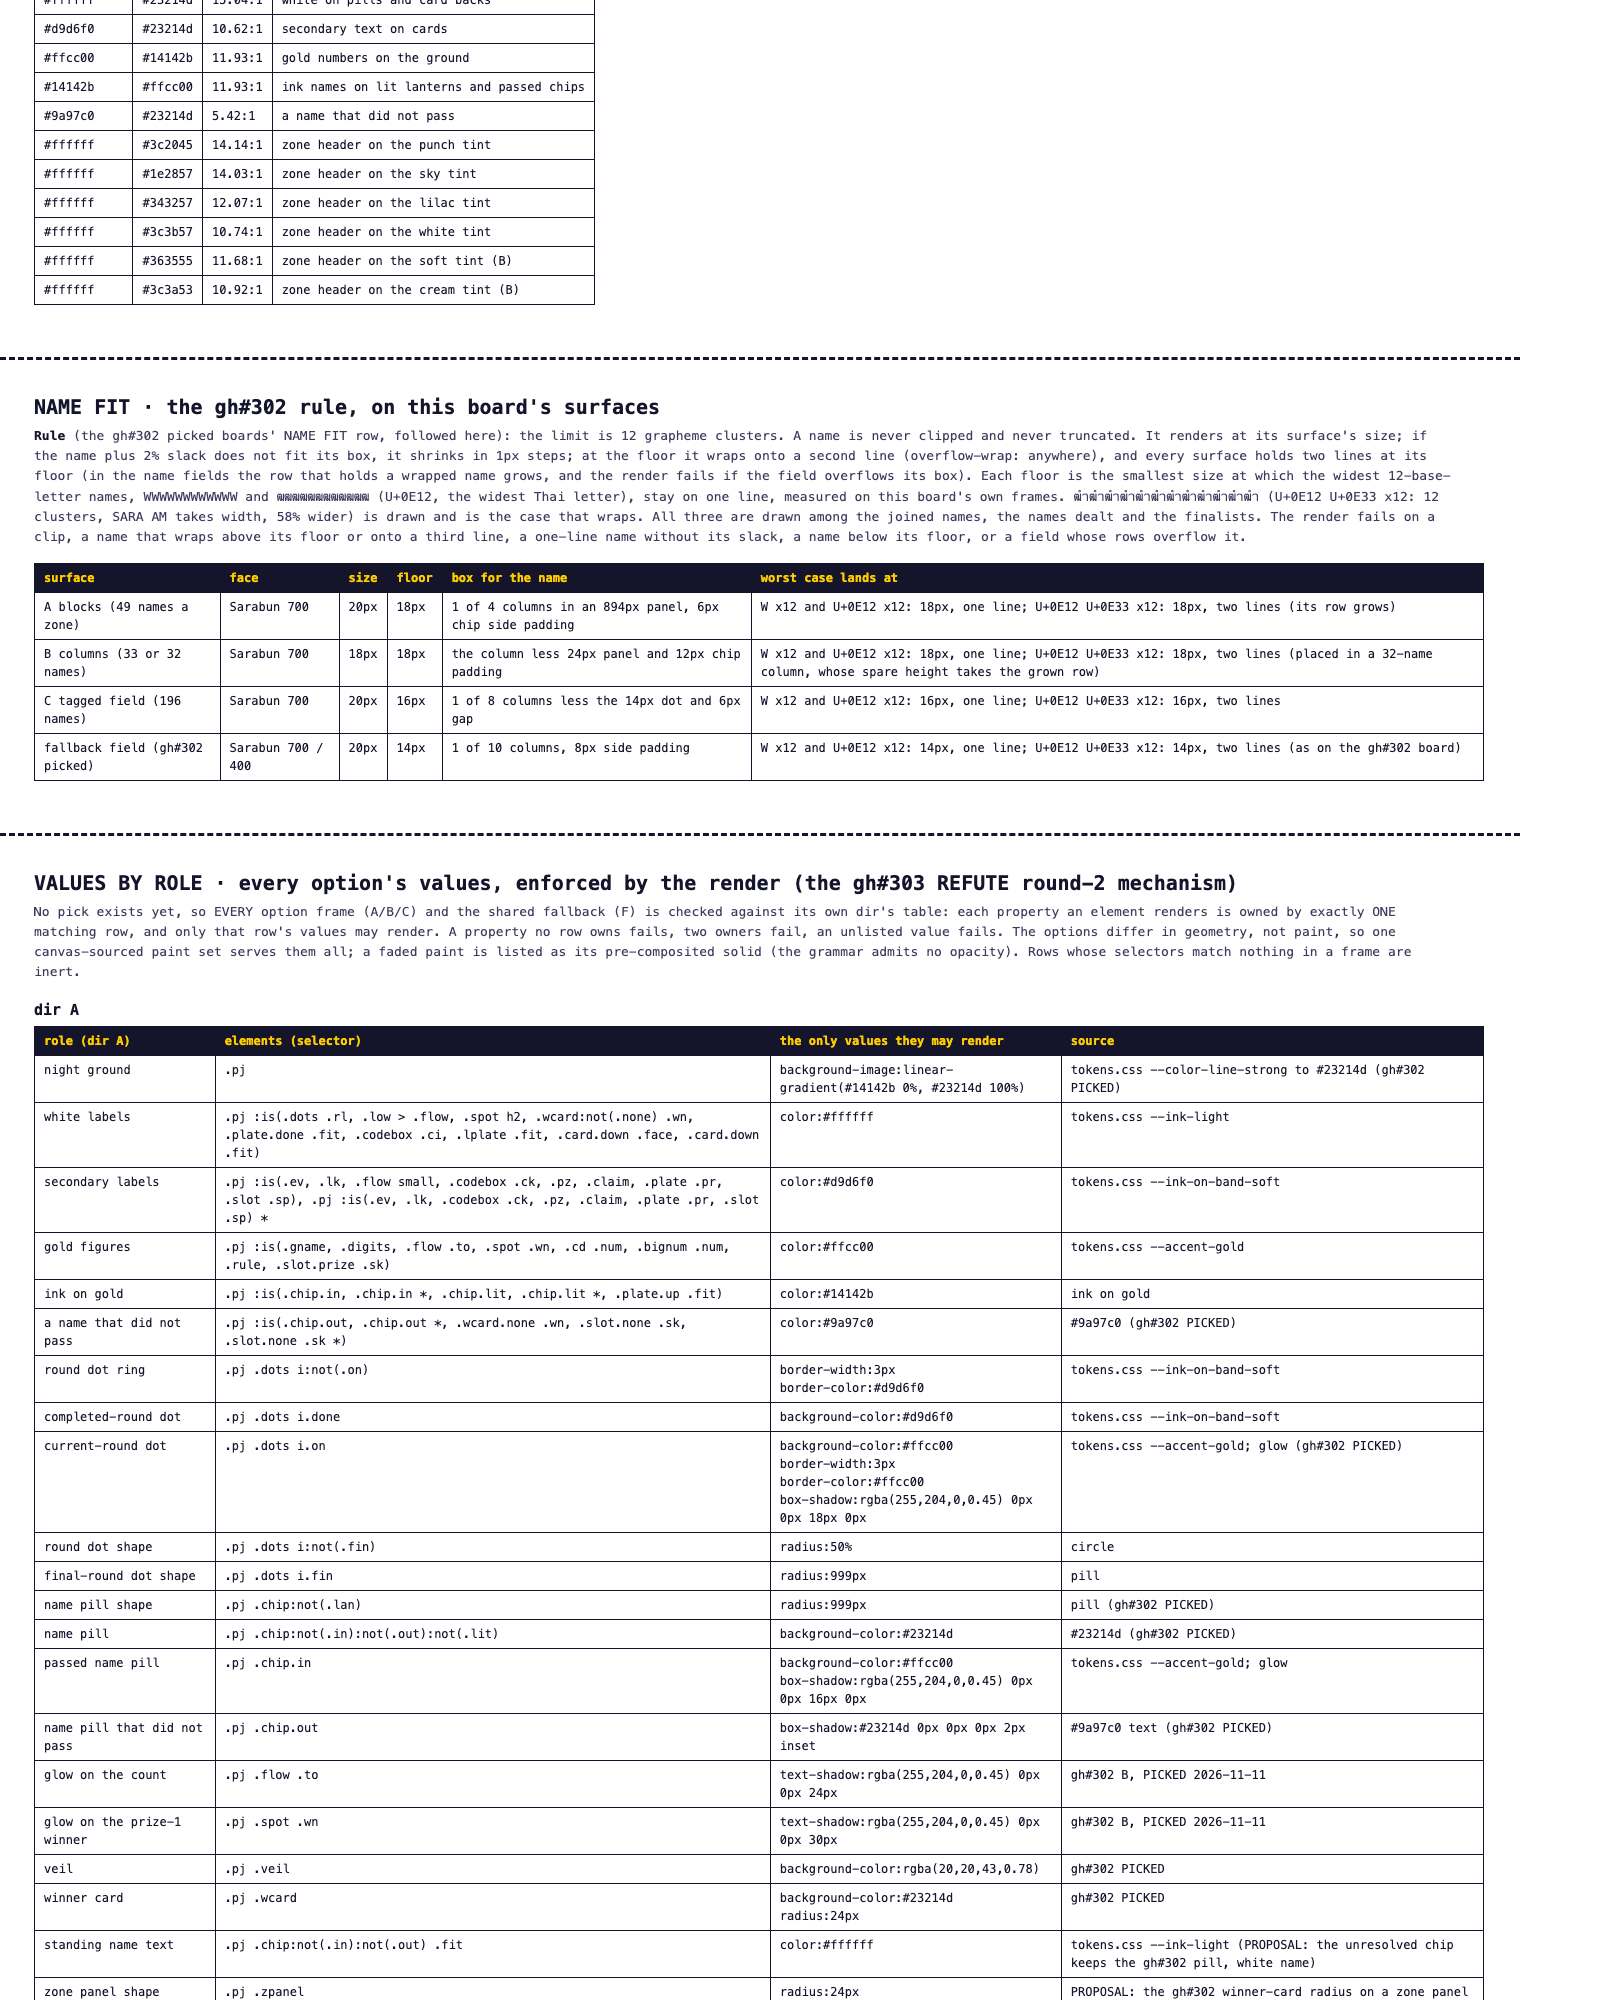 #ffffff #23214d 15.04:1 white on pills and card backs
#d9d6f0 #23214d 10.62:1 secondary text on cards
#ffcc00 #14142b 11.93:1 gold numbers on the ground
#14142b #ffcc00 11.93:1 ink names on lit lanterns and passed chips
#9a97c0 #23214d 5.42:1 a name that did not pass
#ffffff #3c2045 14.14:1 zone header on the punch tint
#ffffff #1e2857 14.03:1 zone header on the sky tint
#ffffff #343257 12.07:1 zone header on the lilac tint
#ffffff #3c3b57 10.74:1 zone header on the white tint
#ffffff #363555 11.68:1 zone header on the soft tint (B)
#ffffff #3c3a53 10.92:1 zone header on the cream tint (B)
NAME FIT · the gh#302 rule, on this board's surfaces
Rule (the gh#302 picked boards' NAME FIT row, followed here): the limit is 12 grapheme clusters. A name is never clipped and never truncated. It renders at its surface's size; if
the name plus 2% slack does not fit its box, it shrinks in 1px steps; at the floor it wraps onto a second line (overflow-wrap: anywhere), and every surface holds two lines at its
floor (in the name fields the row that holds a wrapped name grows, and the render fails if the field overflows its box). Each floor is the smallest size at which the widest 12-base-
letter names, WWWWWWWWWWWW and ฒฒฒฒฒฒฒฒฒฒฒฒ (U+0E12, the widest Thai letter), stay on one line, measured on this board's own frames. ฒำฒำฒำฒำฒำฒำฒำฒำฒำฒำฒำฒำ (U+0E12 U+0E33 x12: 12
clusters, SARA AM takes width, 58% wider) is drawn and is the case that wraps. All three are drawn among the joined names, the names dealt and the finalists. The render fails on a
clip, a name that wraps above its floor or onto a third line, a one-line name without its slack, a name below its floor, or a field whose rows overflow it.
surface face size floor box for the name worst case lands at
A blocks (49 names a Sarabun 700 20px 18px 1 of 4 columns in an 894px panel, 6px W x12 and U+0E12 x12: 18px, one line; U+0E12 U+0E33 x12: 18px, two lines (its row grows)
zone) chip side padding
B columns (33 or 32 Sarabun 700 18px 18px the column less 24px panel and 12px chip W x12 and U+0E12 x12: 18px, one line; U+0E12 U+0E33 x12: 18px, two lines (placed in a 32-name
names) padding column, whose spare height takes the grown row)
C tagged field (196 Sarabun 700 20px 16px 1 of 8 columns less the 14px dot and 6px W x12 and U+0E12 x12: 16px, one line; U+0E12 U+0E33 x12: 16px, two lines
names) gap
fallback field (gh#302 Sarabun 700 / 20px 14px 1 of 10 columns, 8px side padding W x12 and U+0E12 x12: 14px, one line; U+0E12 U+0E33 x12: 14px, two lines (as on the gh#302 board)
picked) 400
VALUES BY ROLE · every option's values, enforced by the render (the gh#303 REFUTE round-2 mechanism)
No pick exists yet, so EVERY option frame (A/B/C) and the shared fallback (F) is checked against its own dir's table: each property an element renders is owned by exactly ONE
matching row, and only that row's values may render. A property no row owns fails, two owners fail, an unlisted value fails. The options differ in geometry, not paint, so one
canvas-sourced paint set serves them all; a faded paint is listed as its pre-composited solid (the grammar admits no opacity). Rows whose selectors match nothing in a frame are
inert.
dir A
role (dir A) elements (selector) the only values they may render source
night ground .pj background-image:linear- tokens.css --color-line-strong to #23214d (gh#302
gradient(#14142b 0%, #23214d 100%) PICKED)
white labels .pj :is(.dots .rl, .low > .flow, .spot h2, .wcard:not(.none) .wn, color:#ffffff tokens.css --ink-light
.plate.done .fit, .codebox .ci, .lplate .fit, .card.down .face, .card.down
.fit)
secondary labels .pj :is(.ev, .lk, .flow small, .codebox .ck, .pz, .claim, .plate .pr, color:#d9d6f0 tokens.css --ink-on-band-soft
.slot .sp), .pj :is(.ev, .lk, .codebox .ck, .pz, .claim, .plate .pr, .slot
.sp) *
gold figures .pj :is(.gname, .digits, .flow .to, .spot .wn, .cd .num, .bignum .num, color:#ffcc00 tokens.css --accent-gold
.rule, .slot.prize .sk)
ink on gold .pj :is(.chip.in, .chip.in *, .chip.lit, .chip.lit *, .plate.up .fit) color:#14142b ink on gold
a name that did not .pj :is(.chip.out, .chip.out *, .wcard.none .wn, .slot.none .sk, color:#9a97c0 #9a97c0 (gh#302 PICKED)
pass .slot.none .sk *)
round dot ring .pj .dots i:not(.on) border-width:3px tokens.css --ink-on-band-soft
border-color:#d9d6f0
completed-round dot .pj .dots i.done background-color:#d9d6f0 tokens.css --ink-on-band-soft
current-round dot .pj .dots i.on background-color:#ffcc00 tokens.css --accent-gold; glow (gh#302 PICKED)
border-width:3px
border-color:#ffcc00
box-shadow:rgba(255,204,0,0.45) 0px
0px 18px 0px
round dot shape .pj .dots i:not(.fin) radius:50% circle
final-round dot shape .pj .dots i.fin radius:999px pill
name pill shape .pj .chip:not(.lan) radius:999px pill (gh#302 PICKED)
name pill .pj .chip:not(.in):not(.out):not(.lit) background-color:#23214d #23214d (gh#302 PICKED)
passed name pill .pj .chip.in background-color:#ffcc00 tokens.css --accent-gold; glow
box-shadow:rgba(255,204,0,0.45) 0px
0px 16px 0px
name pill that did not .pj .chip.out box-shadow:#23214d 0px 0px 0px 2px #9a97c0 text (gh#302 PICKED)
pass inset
glow on the count .pj .flow .to text-shadow:rgba(255,204,0,0.45) 0px gh#302 B, PICKED 2026-11-11
0px 24px
glow on the prize-1 .pj .spot .wn text-shadow:rgba(255,204,0,0.45) 0px gh#302 B, PICKED 2026-11-11
winner 0px 30px
veil .pj .veil background-color:rgba(20,20,43,0.78) gh#302 PICKED
winner card .pj .wcard background-color:#23214d gh#302 PICKED
radius:24px
standing name text .pj .chip:not(.in):not(.out) .fit color:#ffffff tokens.css --ink-light (PROPOSAL: the unresolved chip
keeps the gh#302 pill, white name)
zone panel shape .pj .zpanel radius:24px PROPOSAL: the gh#302 winner-card radius on a zone panel